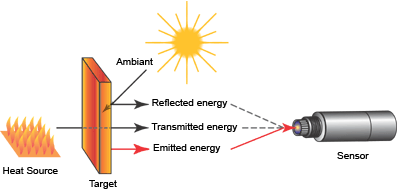 Ambiant
Reflected energy
Transmitted energy
Emitted energy
Heat Source
Target
Sensor